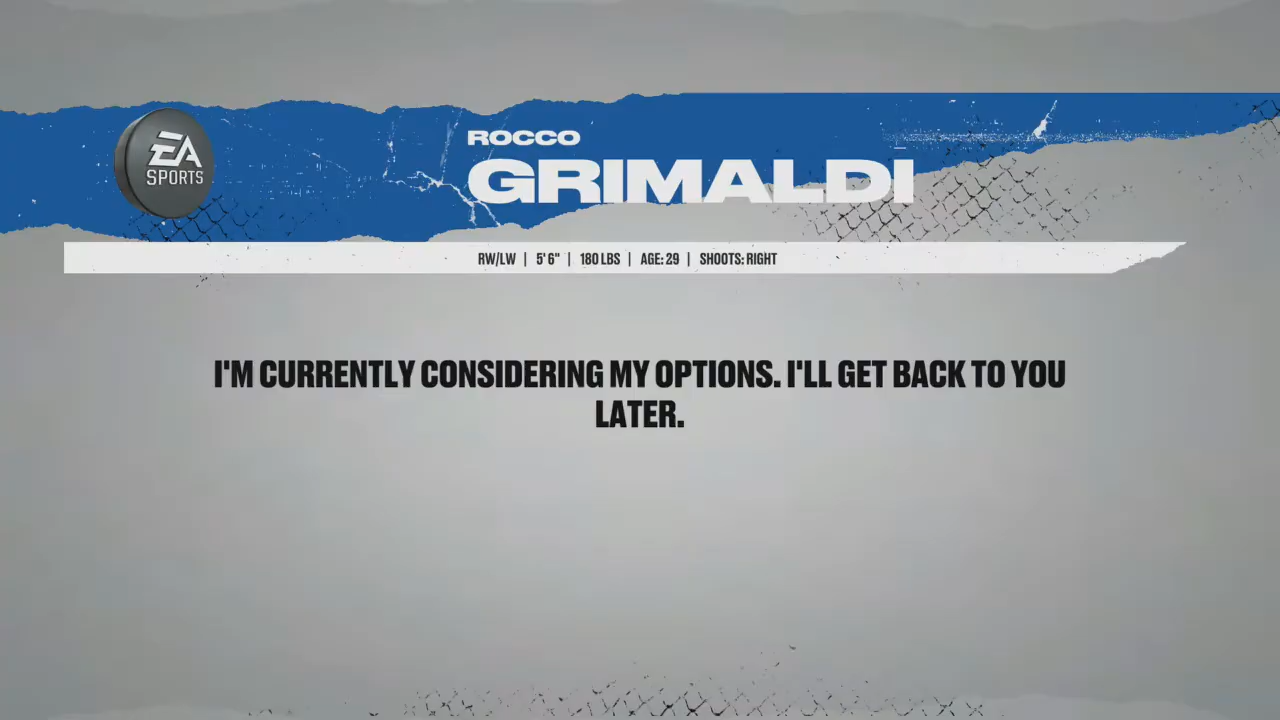 EA
SPORTS
ROCCO
GRIMALDI
RW/LW | 5'6" | 180 LBS | AGE: 29 | SHOOTS: RIGHT
I'M CURRENTLY CONSIDERING MY OPTIONS. I'LL GET BACK TO YOU
LATER.